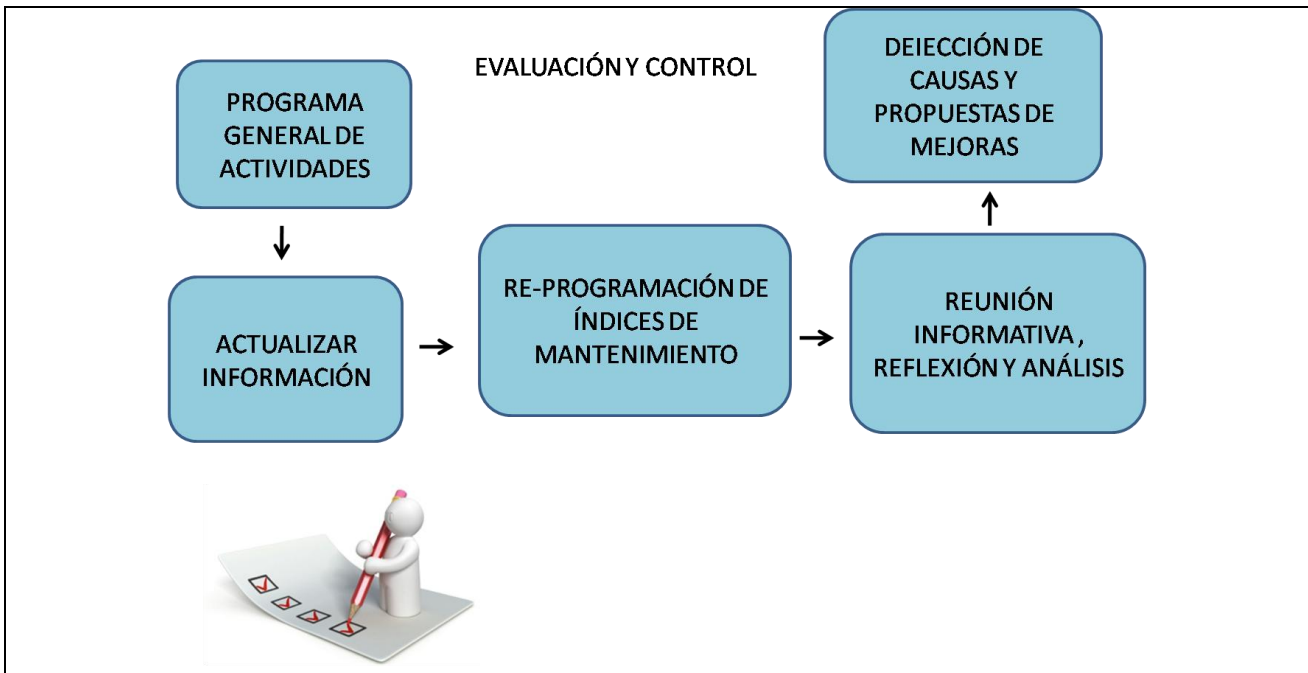 EVALUACIÓN Y CONTROL
PROGRAMA
GENERAL DE
ACTIVIDADES
ACTUALIZAR
INFORMACIÓN
RE-PROGRAMACIÓN DE
ÍNDICES DE
MANTENIMIENTO
REUNIÓN
INFORMATIVA ,
REFLEXIÓN Y ANÁLISIS
DEIECCIÓN DE
CAUSAS Y
PROPUESTAS DE
MEJORAS